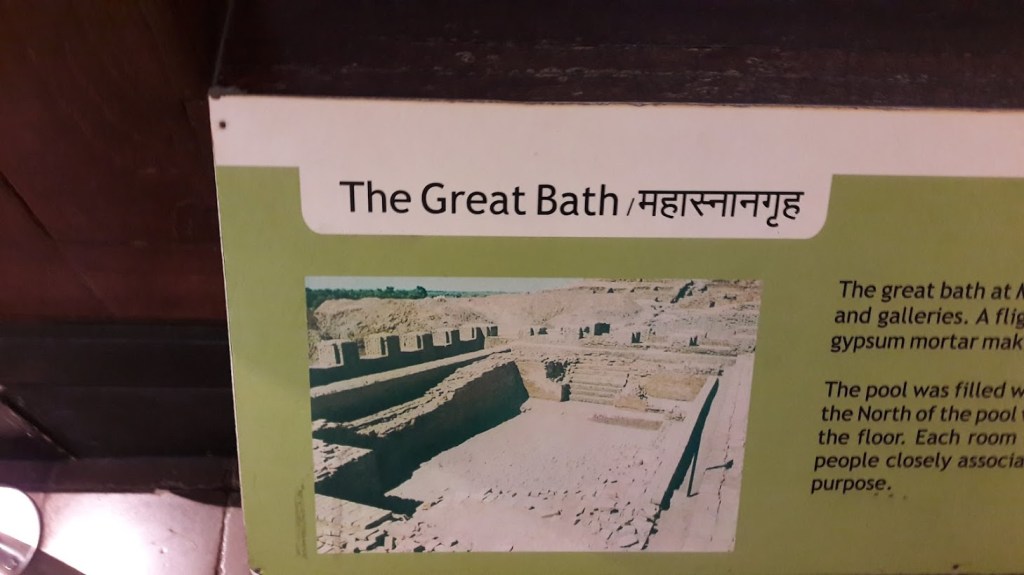 The Great Bath / महास्नानगृह
The great bath at
and galleries. A
gypsum mortar
The pool was filled
the North of the pool
the floor. Each room
people closely
purpose.